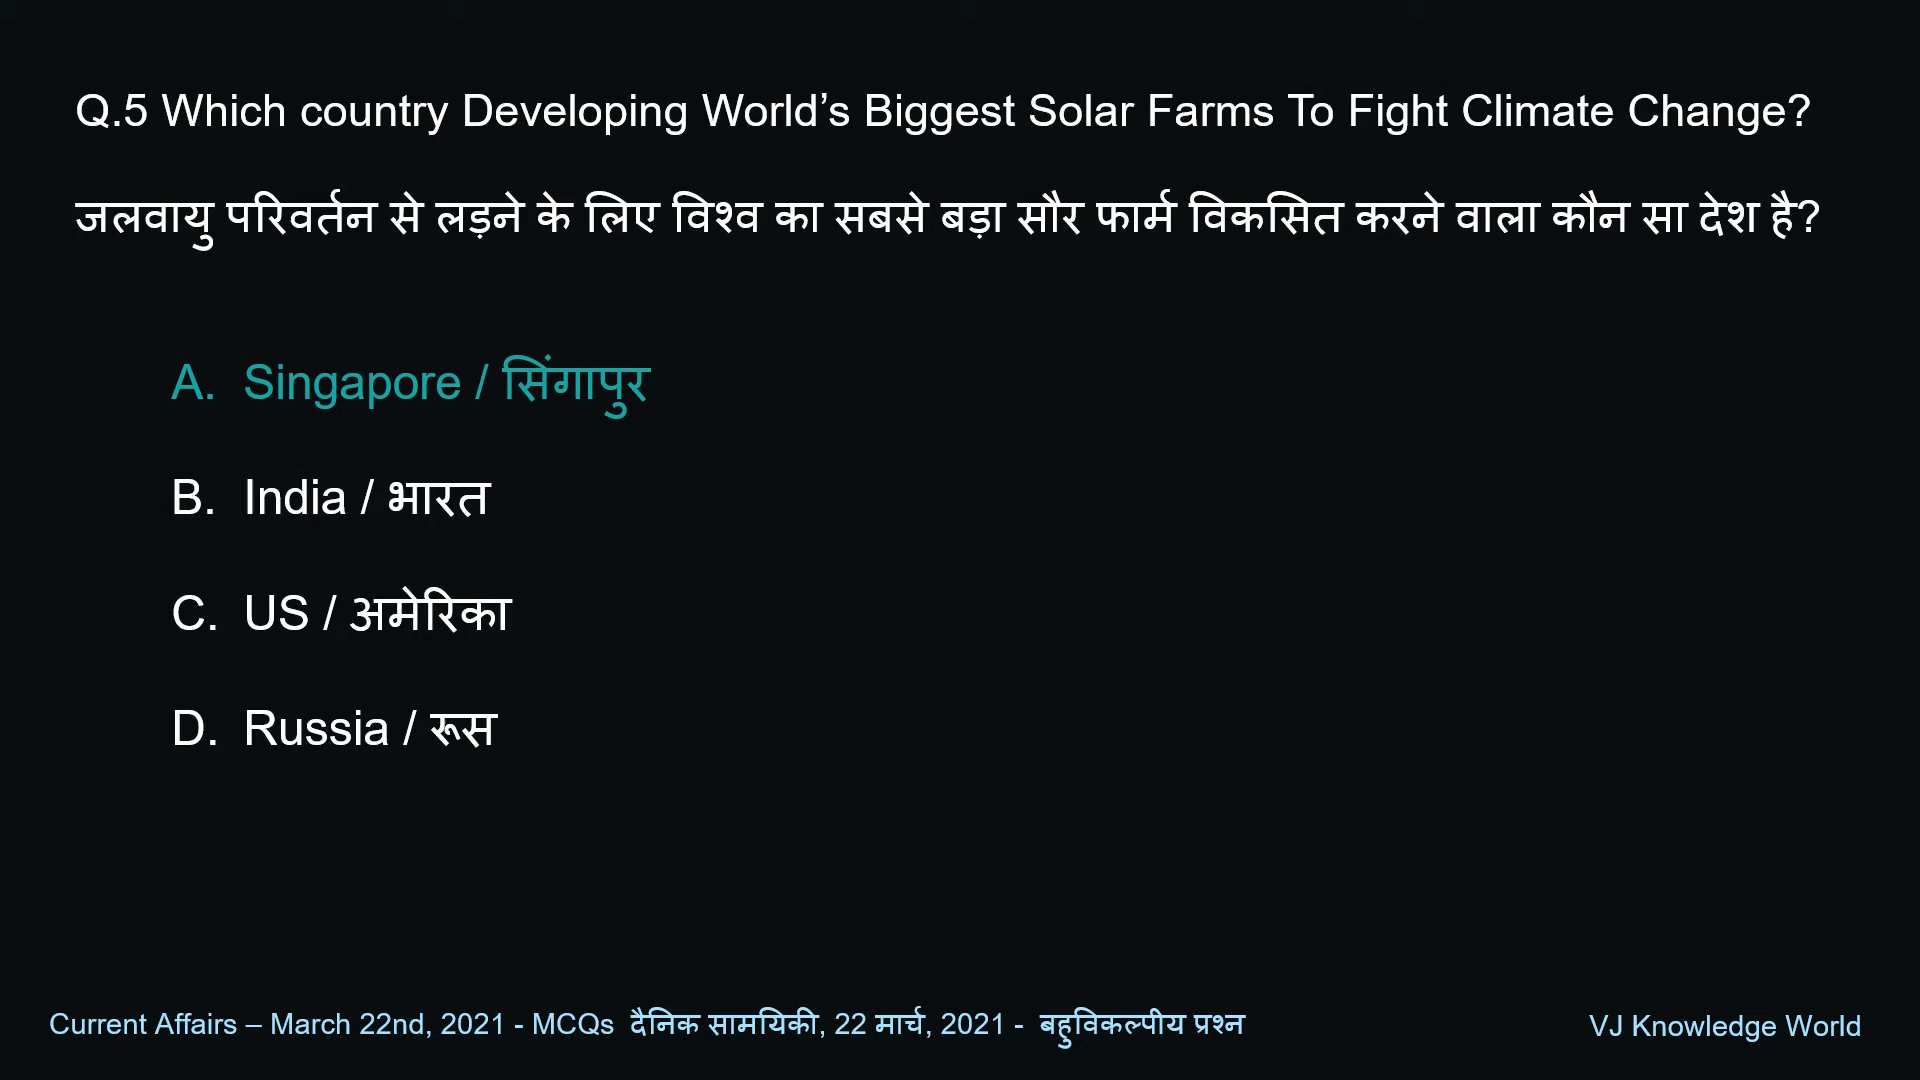 Q.5 Which country Developing World’s Biggest Solar Farms To Fight Climate Change?
जलवायु परिवर्तन से लड़ने के लिए विश्व का सबसे बड़ा सौर फार्म विकसित करने वाला कौन सा देश है?
A. Singapore / सिंगापुर
B. India / भारत
C. US / अमेरिका
D. Russia / रूस
Current Affairs – March 22nd, 2021 - MCQs दैनिक सामयिकी, 22 मार्च, 2021 - बहुविकल्पीय प्रश्न
VJ Knowledge World